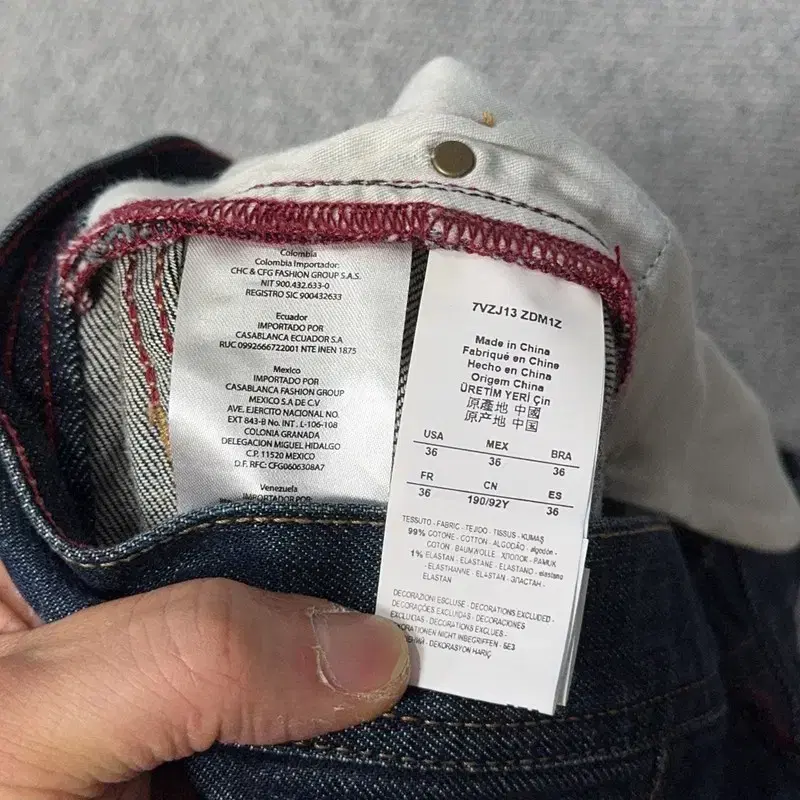 Colombia
Colombia Importador:
CHC & CFG FASHION GROUP S.A.S.
NIT 900.432.633-0
REGISTRO SIC 900432633
Ecuador
IMPORTADO POR
CASABLANCA ECUADOR S.A
RUC 0992666722001 NTE INEN 1875
Mexico
IMPORTADO POR
CASABLANCA FASHION GROUP
MEXICO S.A DE C.V
AVE. EJERCITO NACIONAL NO.
EXT 843-B No INT. L-106-108
COLONIA GRANADA
DELEGACION MIGUEL HIDALGO
C.P. 11520 MEXICO
D.F. RFC: CFG0606308A7
Venezuela
IMPORTADOR POR
7VZJ13 ZDM1Z
Made in China
Fabriqué en Chine
Hecho en China
Origem China
ÜRETİM YERİ Çin
原產地 中國
原产地 中国
USA MEX BRA
36 36 36
FR CN ES
36 190/92Y 36
TESSUTO - FABRIC - TEJIDO - TISSUS - KUMAŞ
99% COTONE - COTTON - ALGODÃO - algodón -
COTON - BAUMWOLLE - ХЛОПОК - PAMUK
1% ELASTAN - ELASTANE - ELASTANO - elastano
- ELASTHANNE - ELASTAN - ЭЛАСТАН -
ELASTAN
DECORAZIONI ESCLUSE - DECORATIONS EXCLUDED -
DECORAÇÕES EXCLUIDAS - DECORACIONES
EXCLUIDAS - DECORATIONS EXCLUES -
NICHT INBEGRIFFEN - БЕЗ
- DEKORASYON HARİÇ